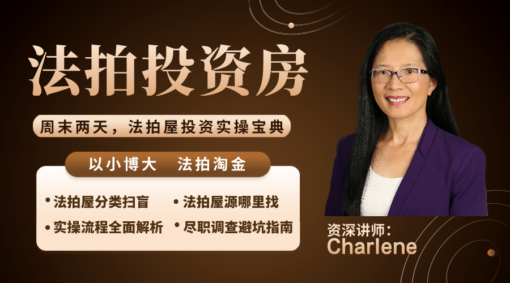 法拍投资房
周末两天，法拍屋投资实操宝典
以小博大 法拍淘金
•法拍屋分类扫盲 •法拍屋源哪里找
•实操流程全面解析 •尽职调查避坑指南
资深讲师：
Charlene